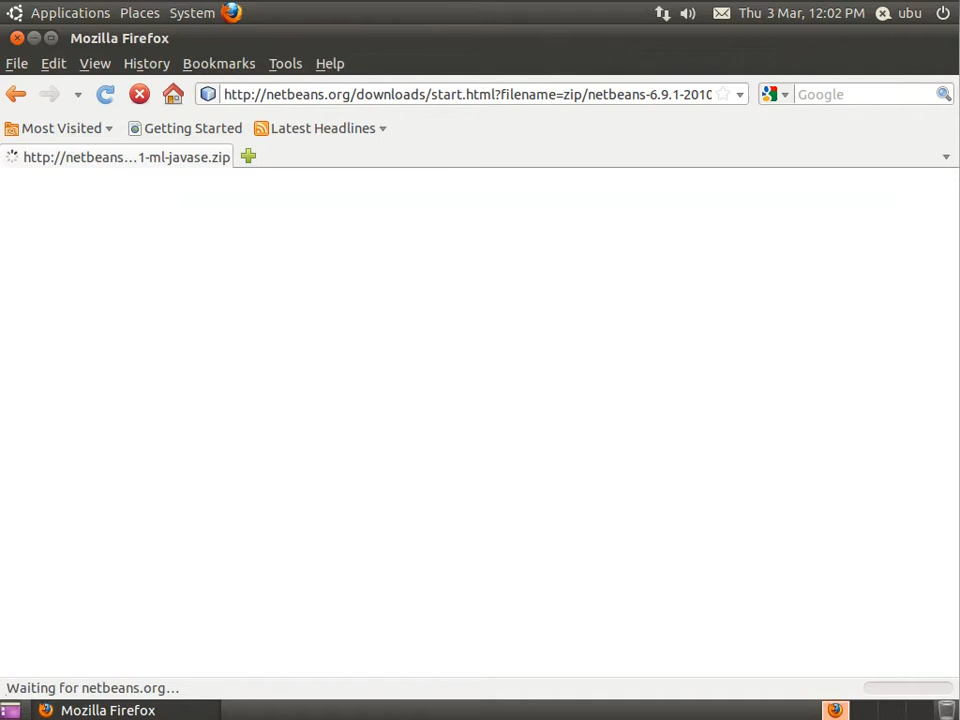 Applications Places System Thu 3 Mar, 12:02 PM ubu
Mozilla Firefox
File Edit View History Bookmarks Tools Help
http://netbeans.org/downloads/start.html?filename=zip/netbeans-6.9.1-2010 Google
Most Visited Getting Started Latest Headlines
http://netbeans...1-ml-javase.zip
Waiting for netbeans.org...
Mozilla Firefox